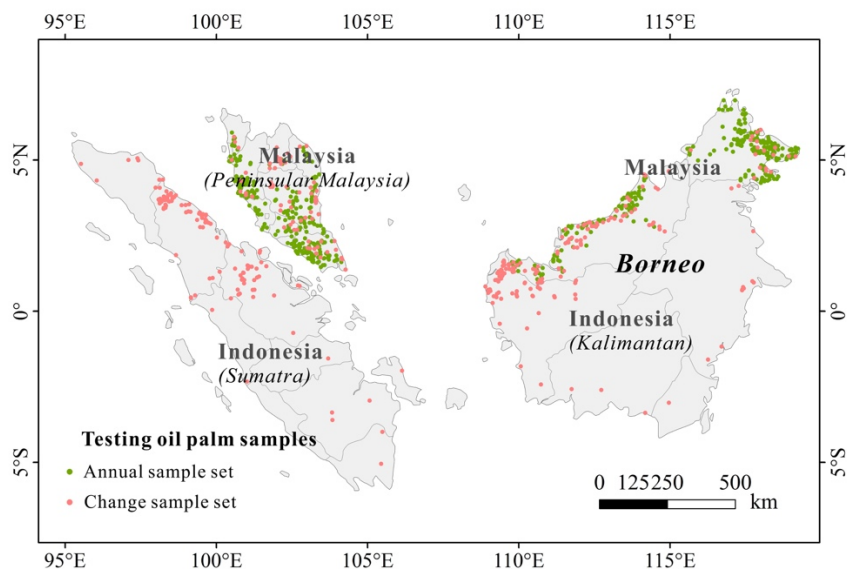 95°E 100°E 105°E 110°E 115°E
5°N 5°N
Malaysia
(Peninsular Malaysia)
Malaysia
Borneo
0° 0°
Indonesia
(Kalimantan)
Indonesia
(Sumatra)
Testing oil palm samples
Annual sample set
Change sample set
5°S 5°S
0 125250 500
km
95°E 100°E 105°E 110°E 115°E